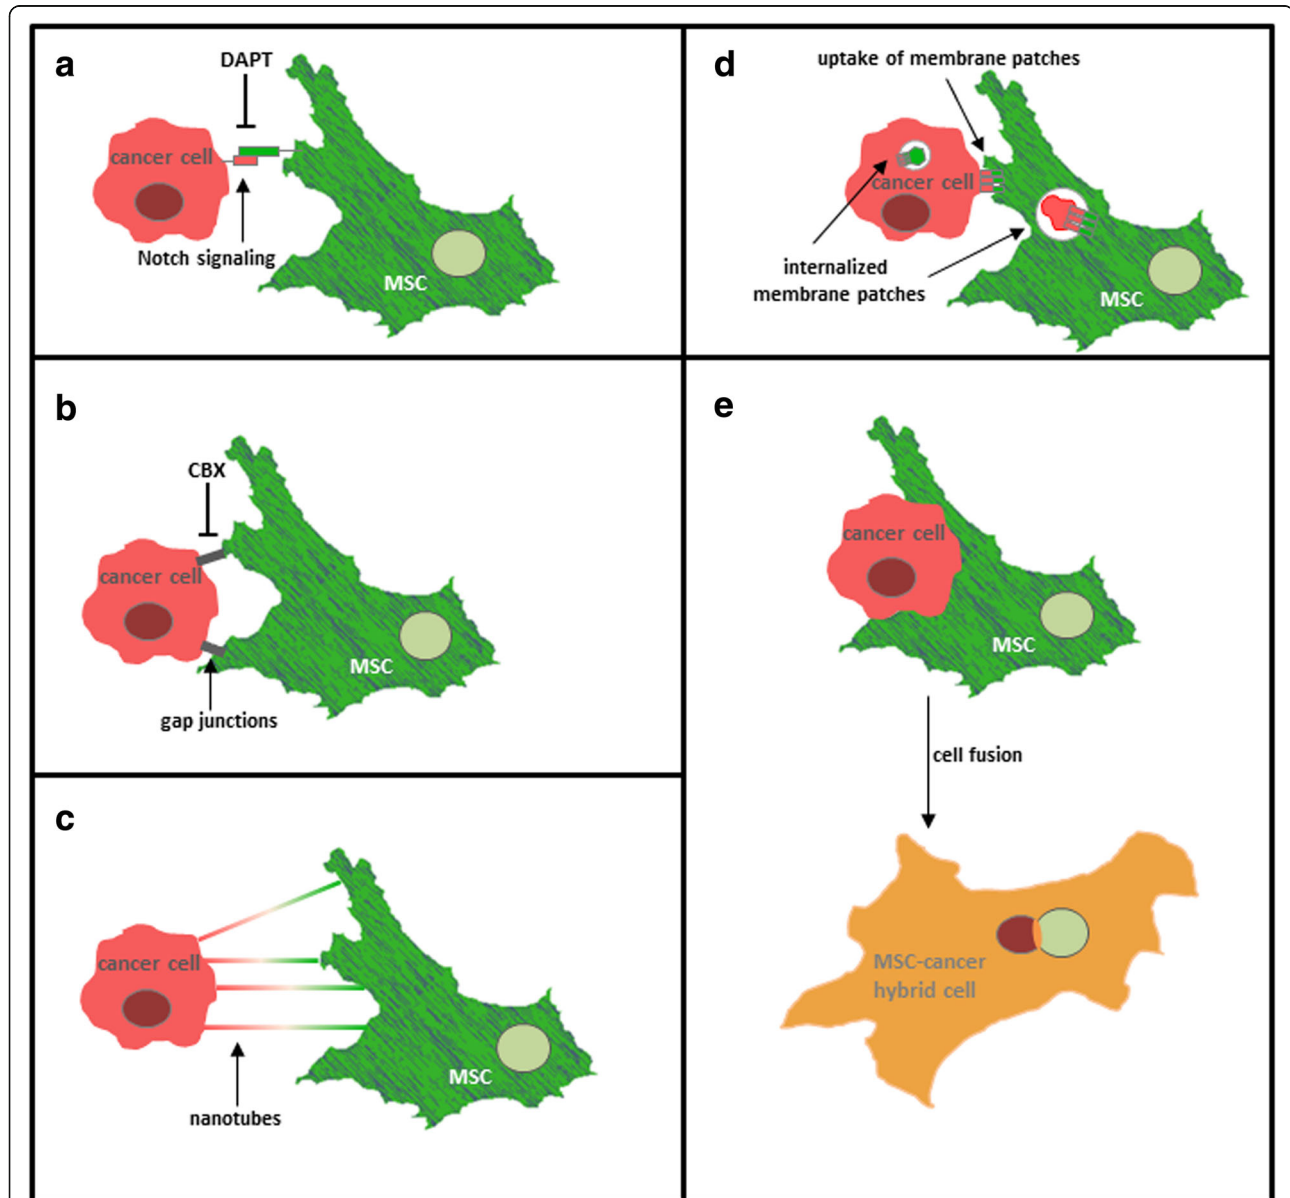 a
DAPT
cancer cell
Notch signaling
MSC
b
CBX
cancer cell
MSC
gap junctions
c
cancer cell
MSC
nanotubes
d
uptake of membrane patches
cancer cell
internalized
membrane patches
MSC
e
cancer cell
MSC
cell fusion
MSC-cancer
hybrid cell